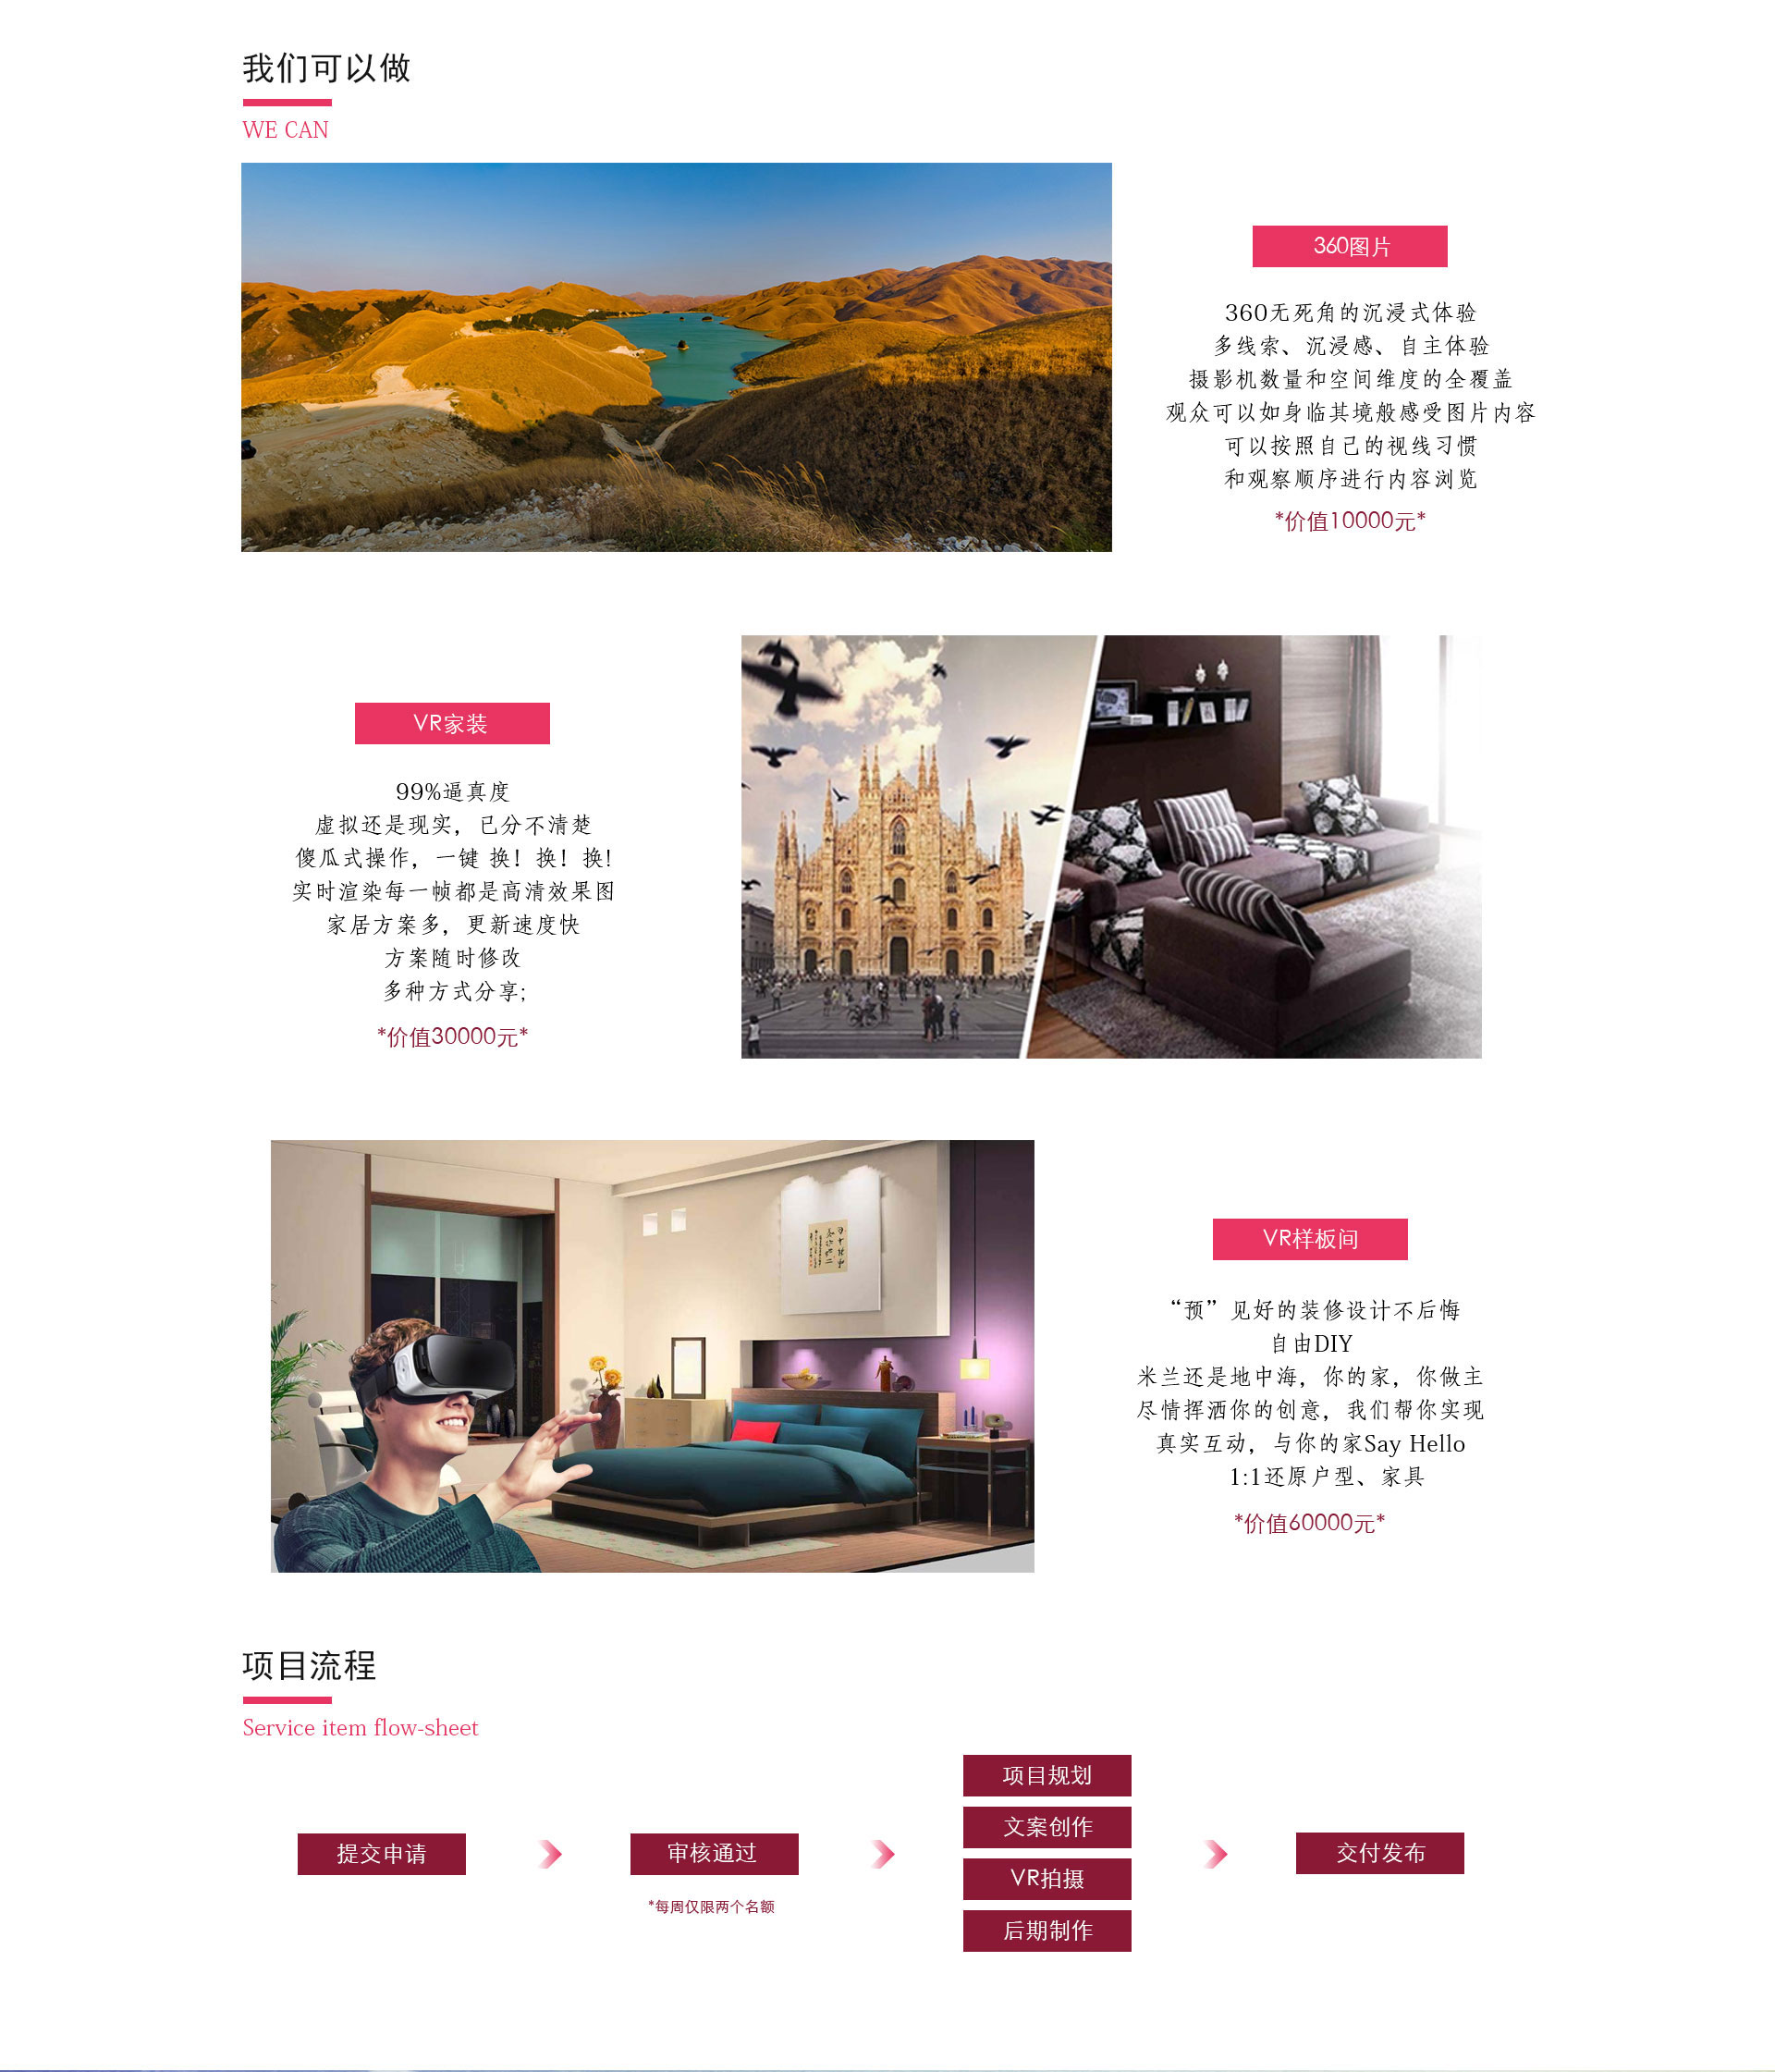 我们可以做
WE CAN
360图片
360无死角的沉浸式体验
多线索、沉浸感、自主体验
摄影机数量和空间维度的全覆盖
观众可以如身临其境般感受图片内容
可以按照自己的视线习惯
和观察顺序进行内容浏览
*价值10000元*
VR家装
99%逼真度
虚拟还是现实，已分不清楚
傻瓜式操作，一键 换！换！换！
实时渲染每一帧都是高清效果图
家居方案多，更新速度快
方案随时修改
多种方式分享;
*价值30000元*
VR样板间
“预”见好的装修设计不后悔
自由DIY
米兰还是地中海，你的家，你做主
尽情挥洒你的创意，我们帮你实现
真实互动，与你的家Say Hello
1:1还原户型、家具
*价值60000元*
项目流程
Service item flow-sheet
提交申请
审核通过
*每周仅限两个名额
项目规划
文案创作
VR拍摄
后期制作
交付发布